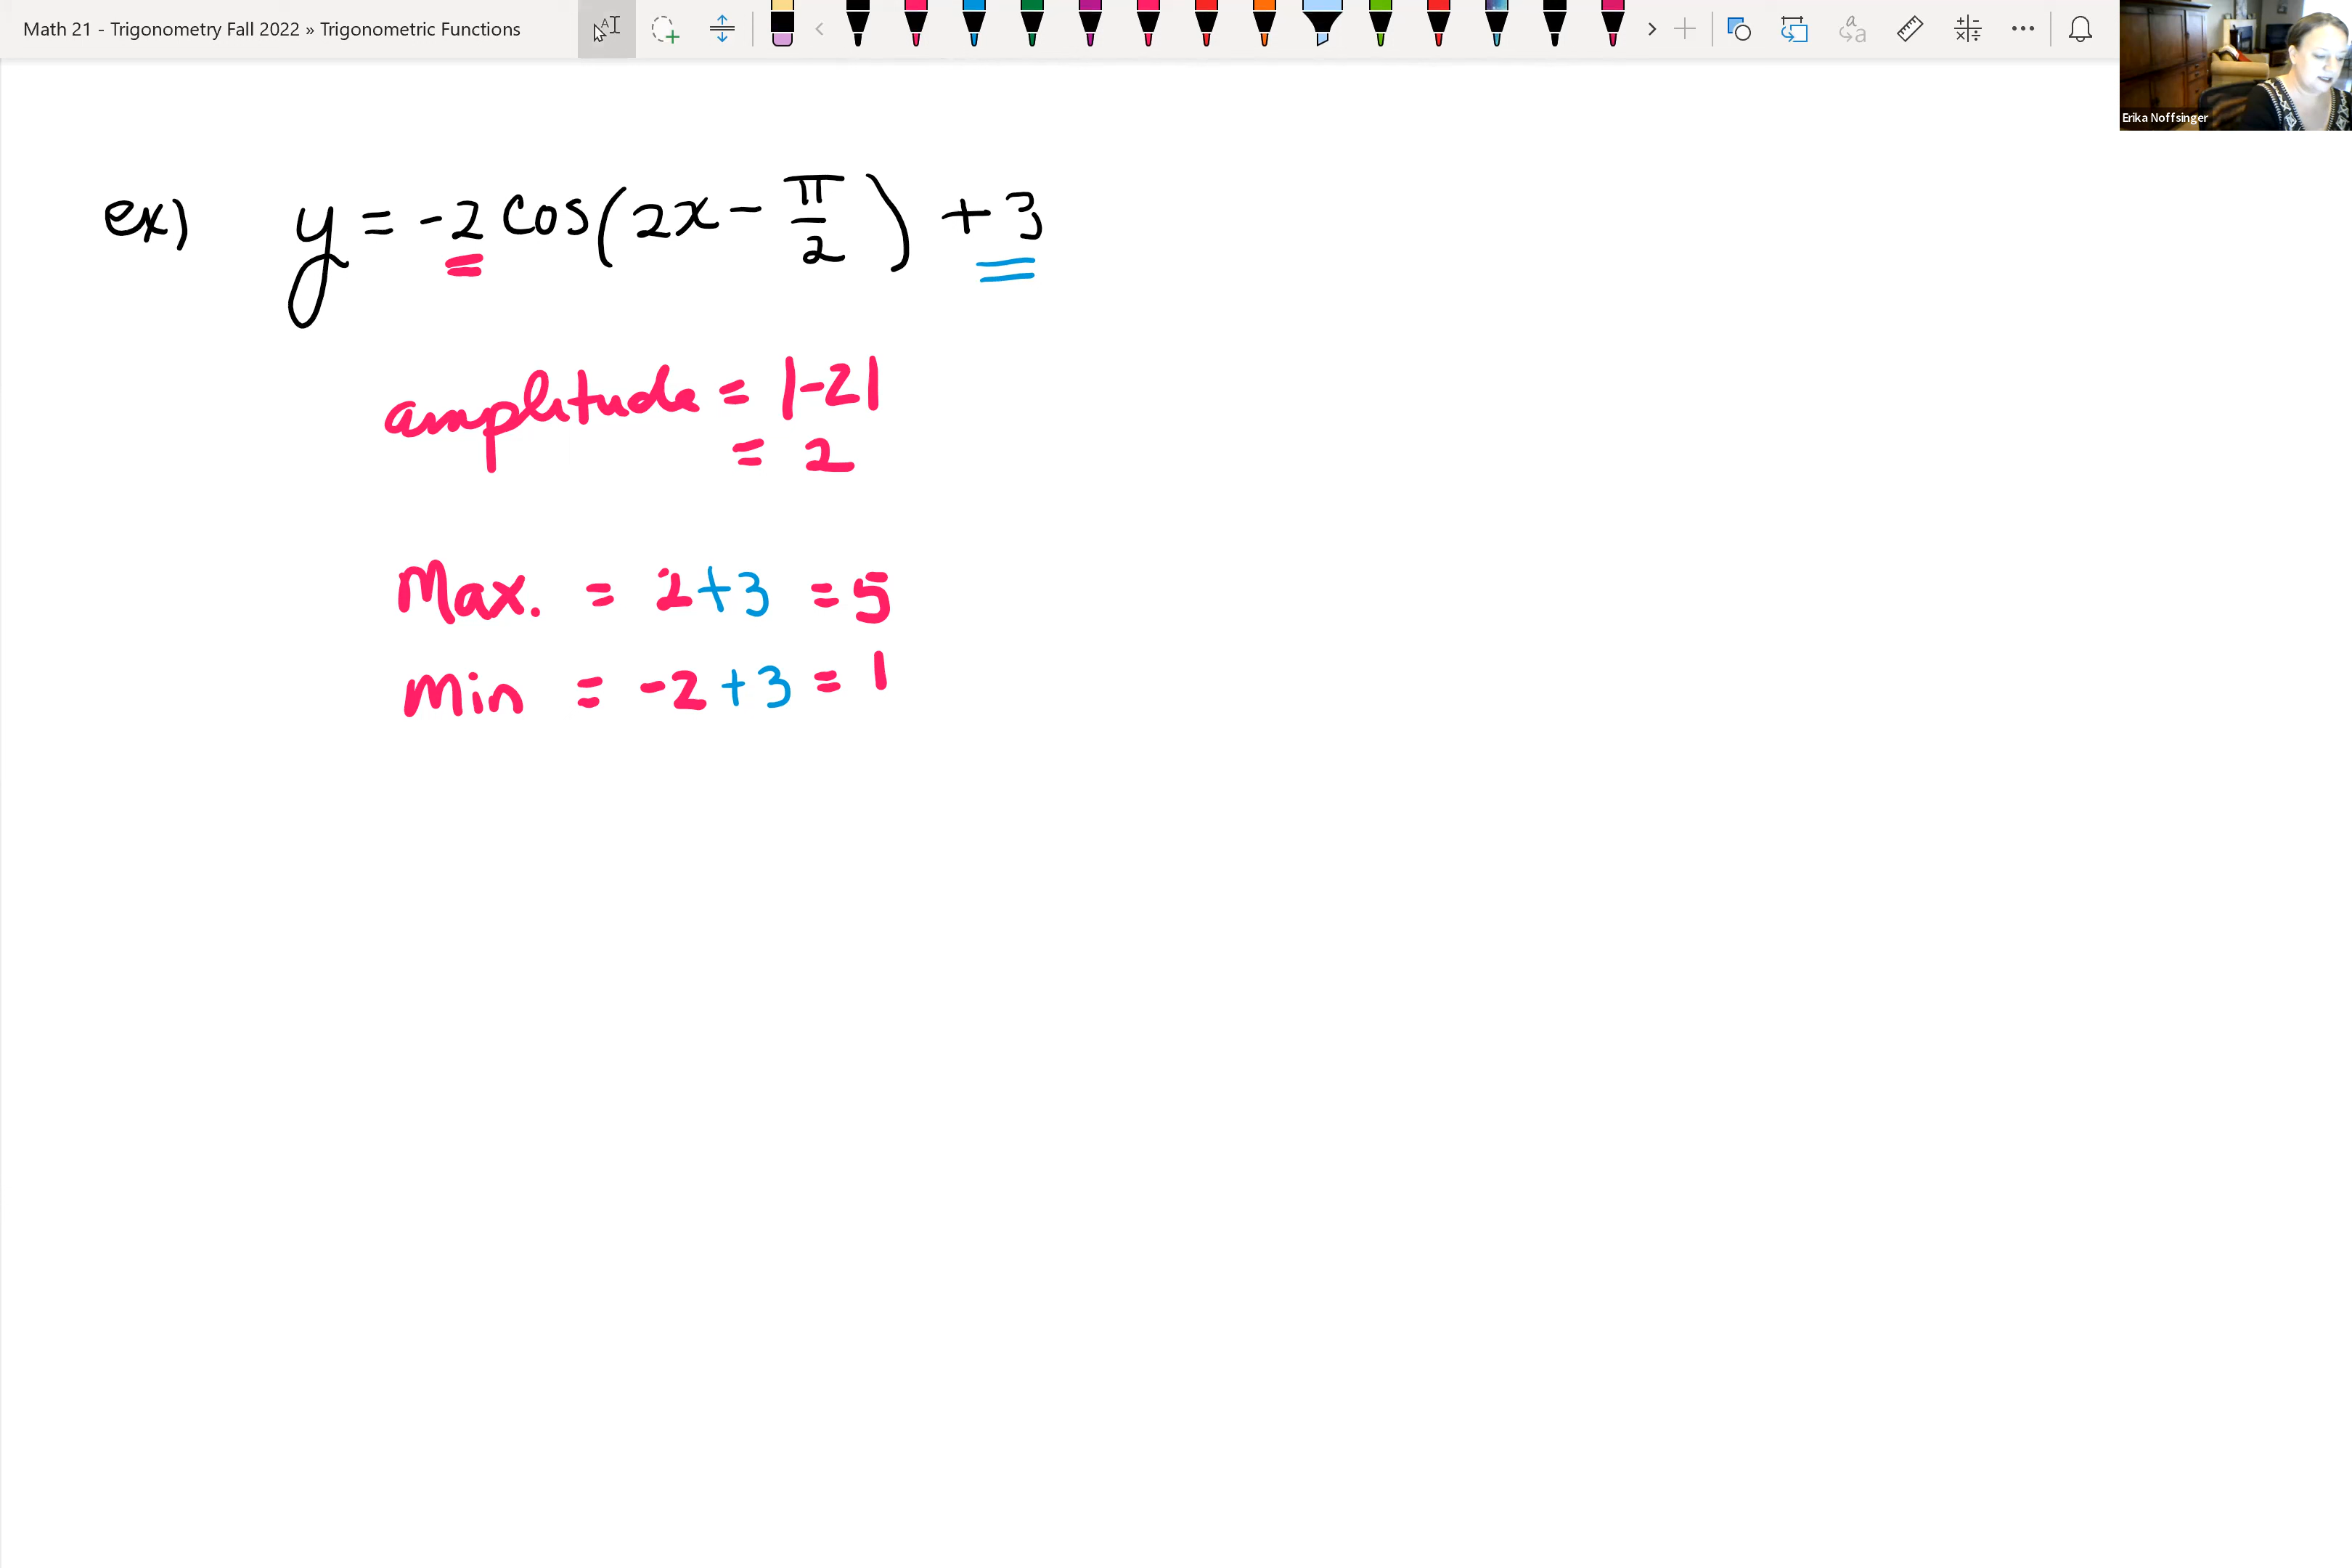 Math 21 - Trigonometry Fall 2022 » Trigonometric Functions
Erika Noffsinger
ex) y = -2 cos(2x - π/2) + 3
amplitude = |-2|
= 2
Max. = 2+3 = 5
Min = -2+3 = 1